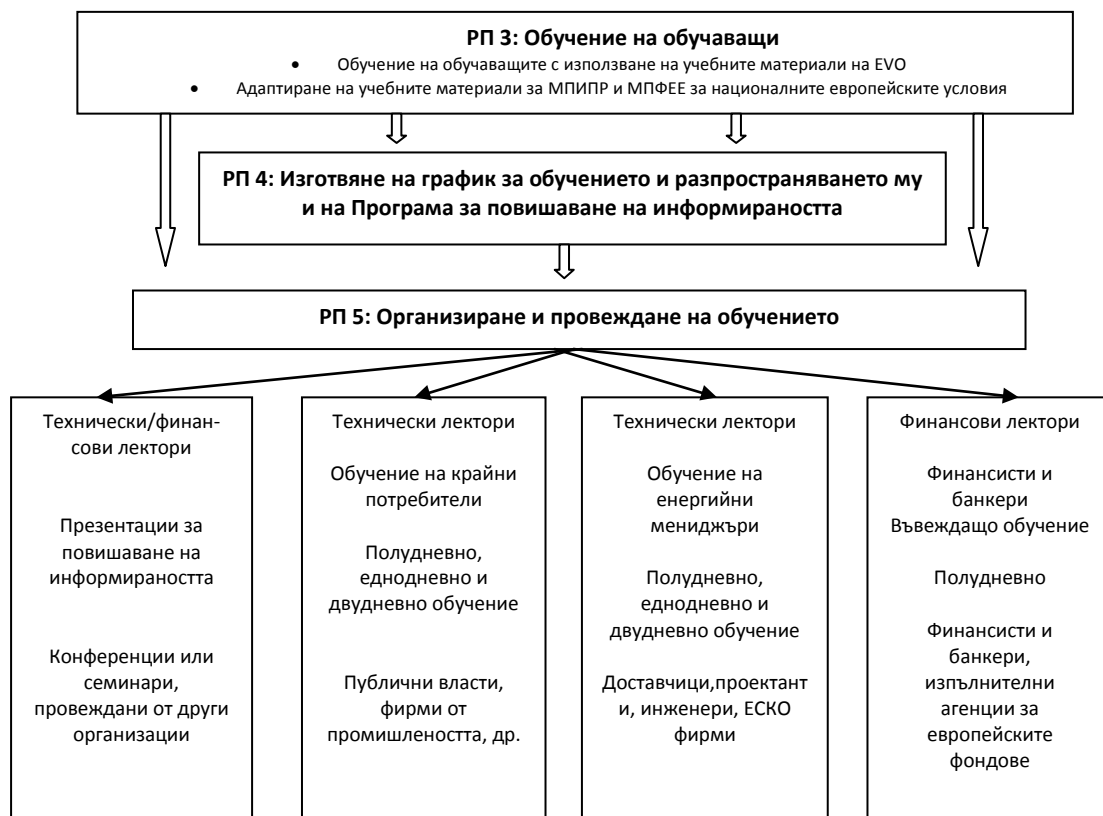 РП 3: Обучение на обучаващи
• Обучение на обучаващите с използване на учебните материали на EVO
• Адаптиране на учебните материали за МПИПР и МПФЕЕ за националните европейските условия
РП 4: Изготвяне на график за обучението и разпространяването му
и на Програма за повишаване на информираността
РП 5: Организиране и провеждане на обучението
Технически/финан-
сови лектори
Презентации за
повишаване на
информираността
Конференции или
семинари,
провеждани от други
организации
Технически лектори
Обучение на крайни
потребители
Полудневно,
еднодневно и
двудневно обучение
Публични власти,
фирми от
промишлеността, др.
Технически лектори
Обучение на
енергийни
мениджъри
Полудневно,
еднодневно и
двудневно обучение
Доставчици,проектант
и, инженери, ЕСКО
фирми
Финансови лектори
Финансисти и
банкери
Въвеждащо обучение
Полудневно
Финансисти и
банкери,
изпълнителни
агенции за
европейските
фондове